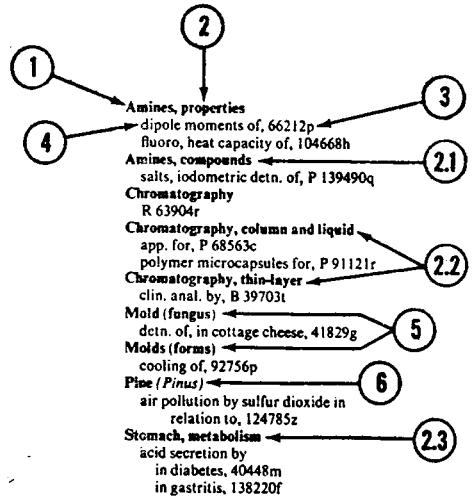 2
1
Amines, properties
3
dipole moments of, 66212p
4
fluoro, heat capacity of, 104668h
Amines, compounds
2.1
salts, iodometric detn. of, P 139490q
Chromatography
R 63904r
Chromatography, column and liquid
app. for, P 68563c
polymer microcapsules for, P 91121r
2.2
Chromatography, thin-layer
clin. anal. by, B 39703t
Mold (fungus)
detn. of, in cottage cheese, 41829g
5
Molds (forms)
cooling of, 92756p
Pine (Pinus)
6
air pollution by sulfur dioxide in
relation to, 124785z
Stomach, metabolism
2.3
acid secretion by
in diabetes, 40448m
in gastritis, 138220f